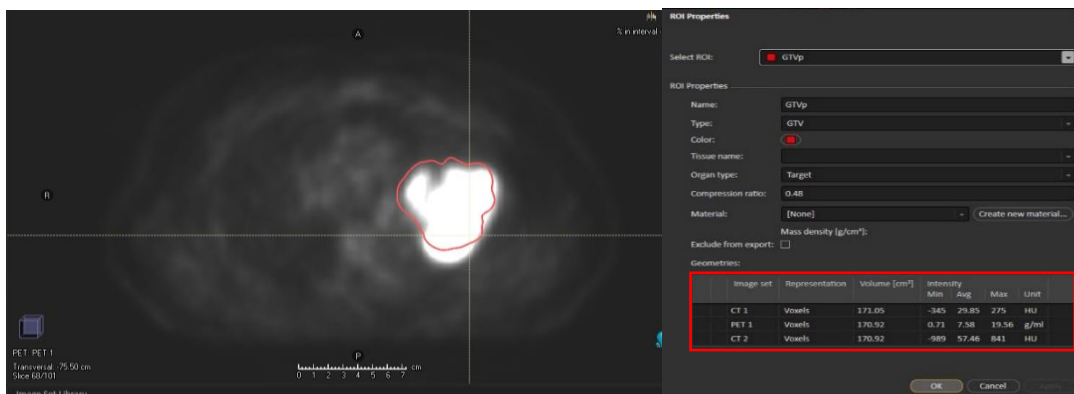 A
% in interval
R
PET PET 1
Transversal: -75.50 cm
Slice 68/101
P
cm
0 1 2 3 4 5 6 7
Image Set Library
ROI Properties
Select ROI: GTVp
ROI Properties
Name: GTVp
Type: GTV
Color:
Tissue name:
Organ type: Target
Compression ratio: 0.48
Material: [None] Create new material...
Mass density [g/cm³]:
Exclude from export:
Geometries:
Image set Representation Volume [cm³] Intensity
Min Avg Max Unit
CT 1 Voxels 171.05 -345 29.85 275 HU
PET 1 Voxels 170.92 0.71 7.58 19.56 g/ml
CT 2 Voxels 170.92 -989 57.46 841 HU
OK Cancel Apply